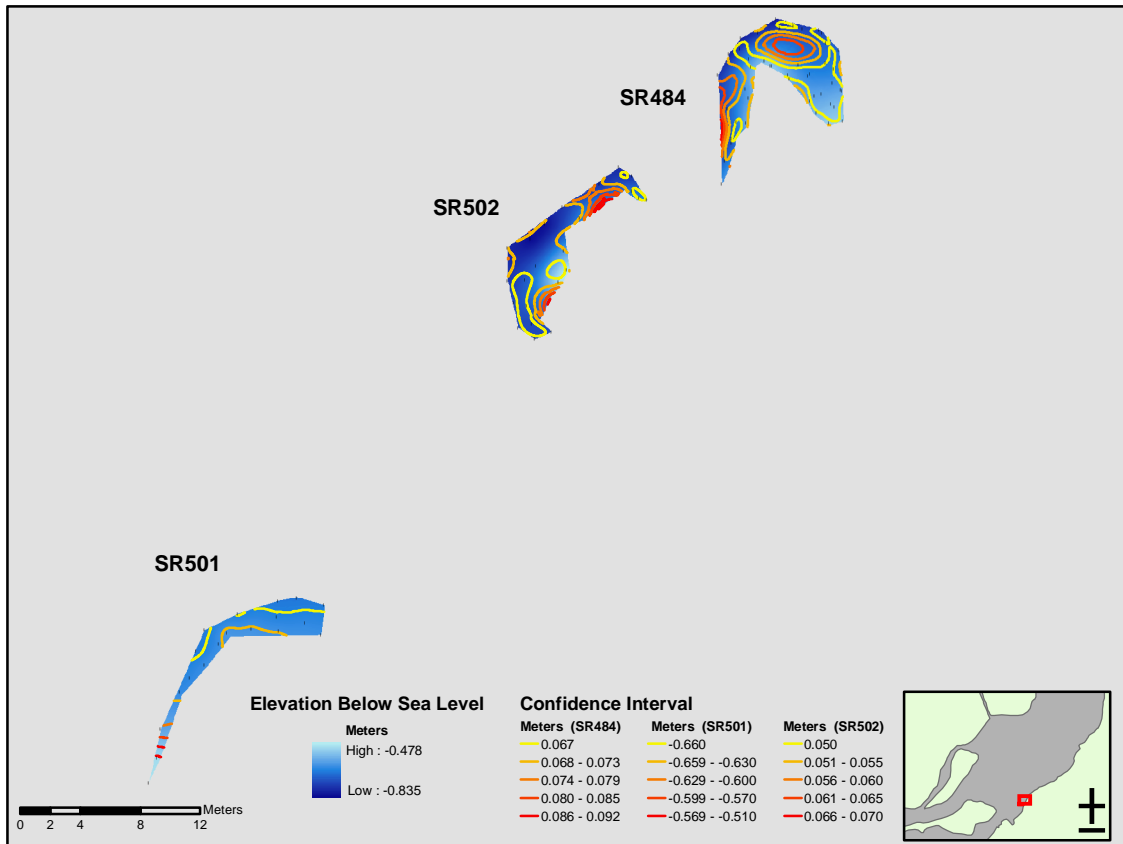 SR484
SR502
SR501
Elevation Below Sea Level
Meters
High : -0.478
Low : -0.835
Confidence Interval
Meters (SR484)
0.067
0.068 - 0.073
0.074 - 0.079
0.080 - 0.085
0.086 - 0.092
Meters (SR501)
-0.660
-0.659 - -0.630
-0.629 - -0.600
-0.599 - -0.570
-0.569 - -0.510
Meters (SR502)
0.050
0.051 - 0.055
0.056 - 0.060
0.061 - 0.065
0.066 - 0.070
Meters
0 2 4 8 12